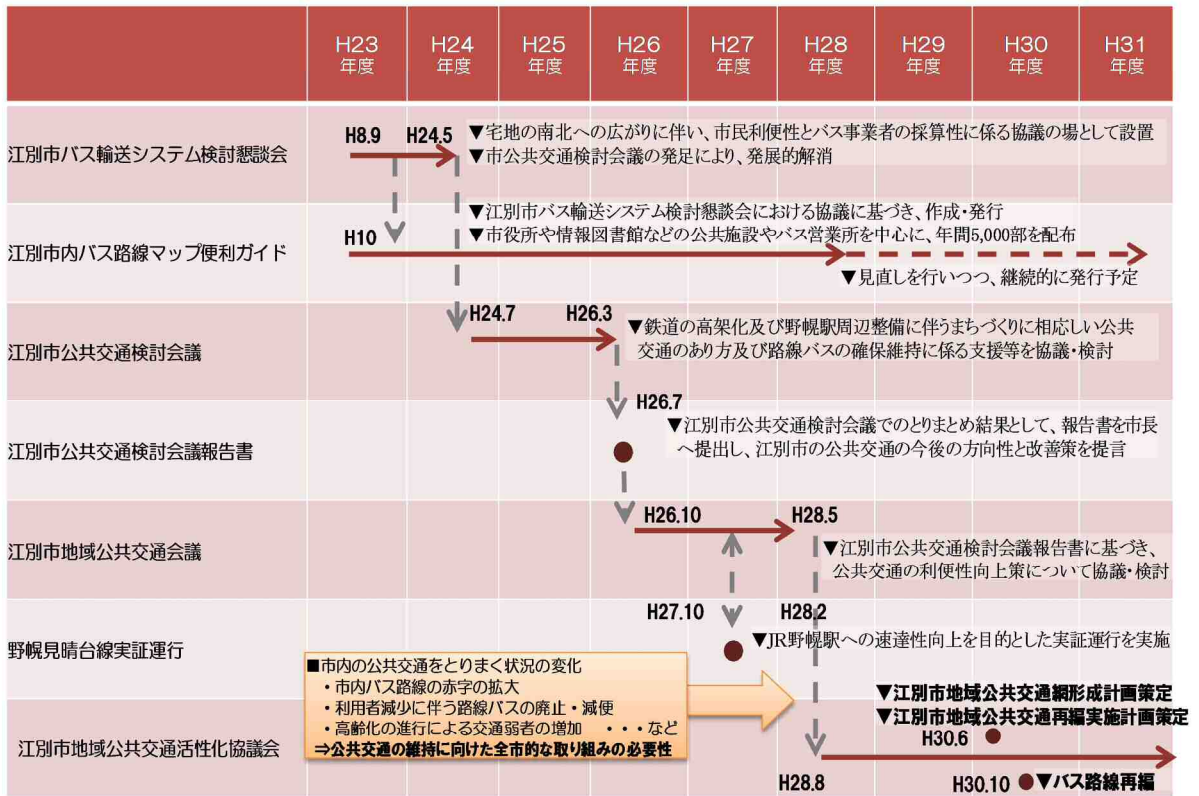 H23 H24 H25 H26 H27 H28 H29 H30 H31
年度 年度 年度 年度 年度 年度 年度 年度 年度
江別市バス輸送システム検討懇談会
H8.9 H24.5
▼宅地の南北への広がりに伴い、市民利便性とバス事業者の採算性に係る協議の場として設置
▼市公共交通検討会議の発足により、発展的解消
江別市内バス路線マップ便利ガイド
H10
▼江別市バス輸送システム検討懇談会における協議に基づき、作成・発行
▼市役所や情報図書館などの公共施設やバス営業所を中心に、年間5,000部を配布
▼見直しを行いつつ、継続的に発行予定
江別市公共交通検討会議
H24.7 H26.3
▼鉄道の高架化及び野幌駅周辺整備に伴うまちづくりに相応しい公共
交通のあり方及び路線バスの確保維持に係る支援等を協議・検討
江別市公共交通検討会議報告書
H26.7
▼江別市公共交通検討会議でのとりまとめ結果として、報告書を市長
へ提出し、江別市の公共交通の今後の方向性と改善策を提言
江別市地域公共交通会議
H26.10 H28.5
▼江別市公共交通検討会議報告書に基づき、
公共交通の利便性向上策について協議・検討
野幌見晴台線実証運行
H27.10 H28.2
▼JR野幌駅への速達性向上を目的とした実証運行を実施
■市内の公共交通をとりまく状況の変化
・市内バス路線の赤字の拡大
・利用者減少に伴う路線バスの廃止・減便
・高齢化の進行による交通弱者の増加 ・・・など
⇒公共交通の維持に向けた全市的な取り組みの必要性
江別市地域公共交通活性化協議会
▼江別市地域公共交通網形成計画策定
▼江別市地域公共交通再編実施計画策定
H30.6
H28.8
H30.10 ▼バス路線再編